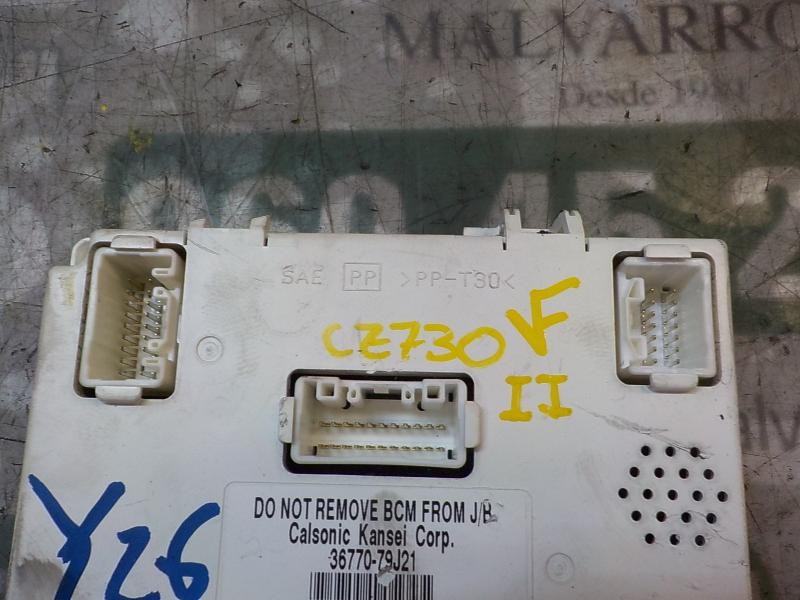 MALVARRO
Desde 1981
SAE PP >PP-T30<
CZ730 V
II
Y26
DO NOT REMOVE BCM FROM J/B
Calsonic Kansei Corp.
36770-79J21